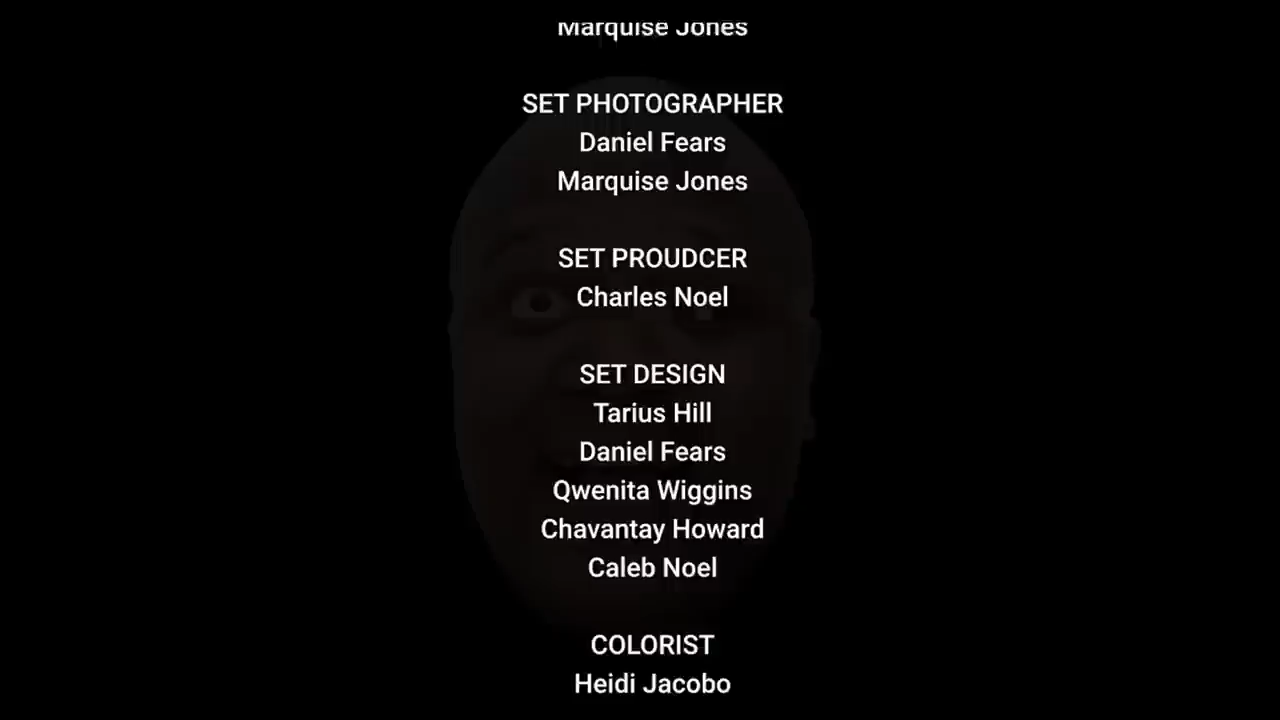 Marquise Jones
SET PHOTOGRAPHER
Daniel Fears
Marquise Jones
SET PROUDCER
Charles Noel
SET DESIGN
Tarius Hill
Daniel Fears
Qwenita Wiggins
Chavantay Howard
Caleb Noel
COLORIST
Heidi Jacobo